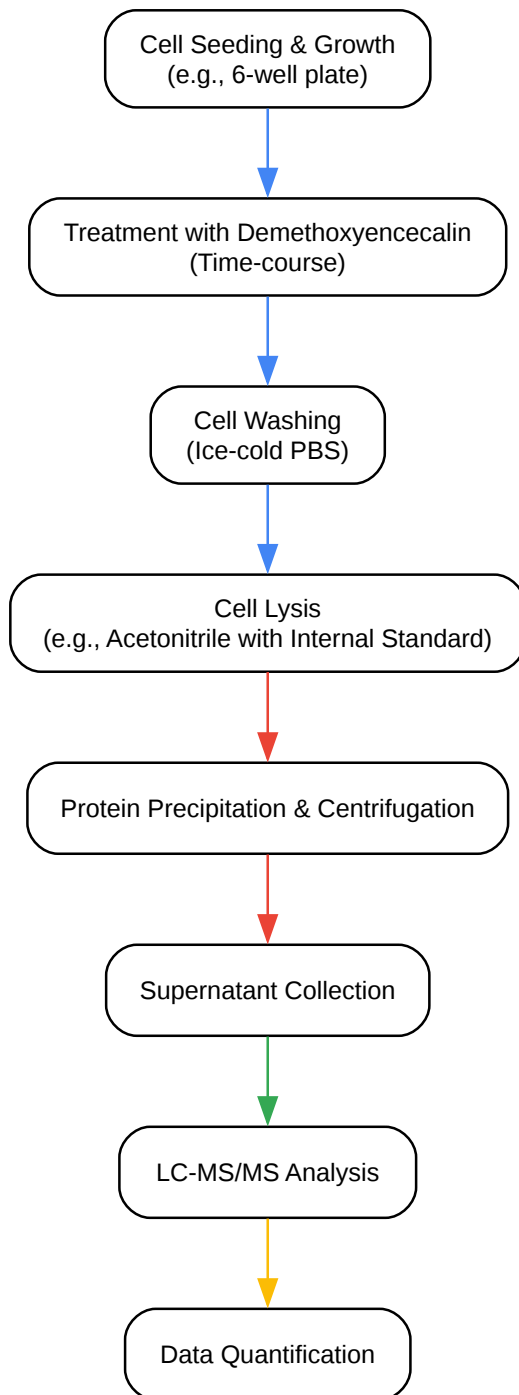 Cell Seeding & Growth
(e.g., 6-well plate)
Treatment with Demethoxyencecalin
(Time-course)
Cell Washing
(Ice-cold PBS)
Cell Lysis
(e.g., Acetonitrile with Internal Standard)
Protein Precipitation & Centrifugation
Supernatant Collection
LC-MS/MS Analysis
Data Quantification